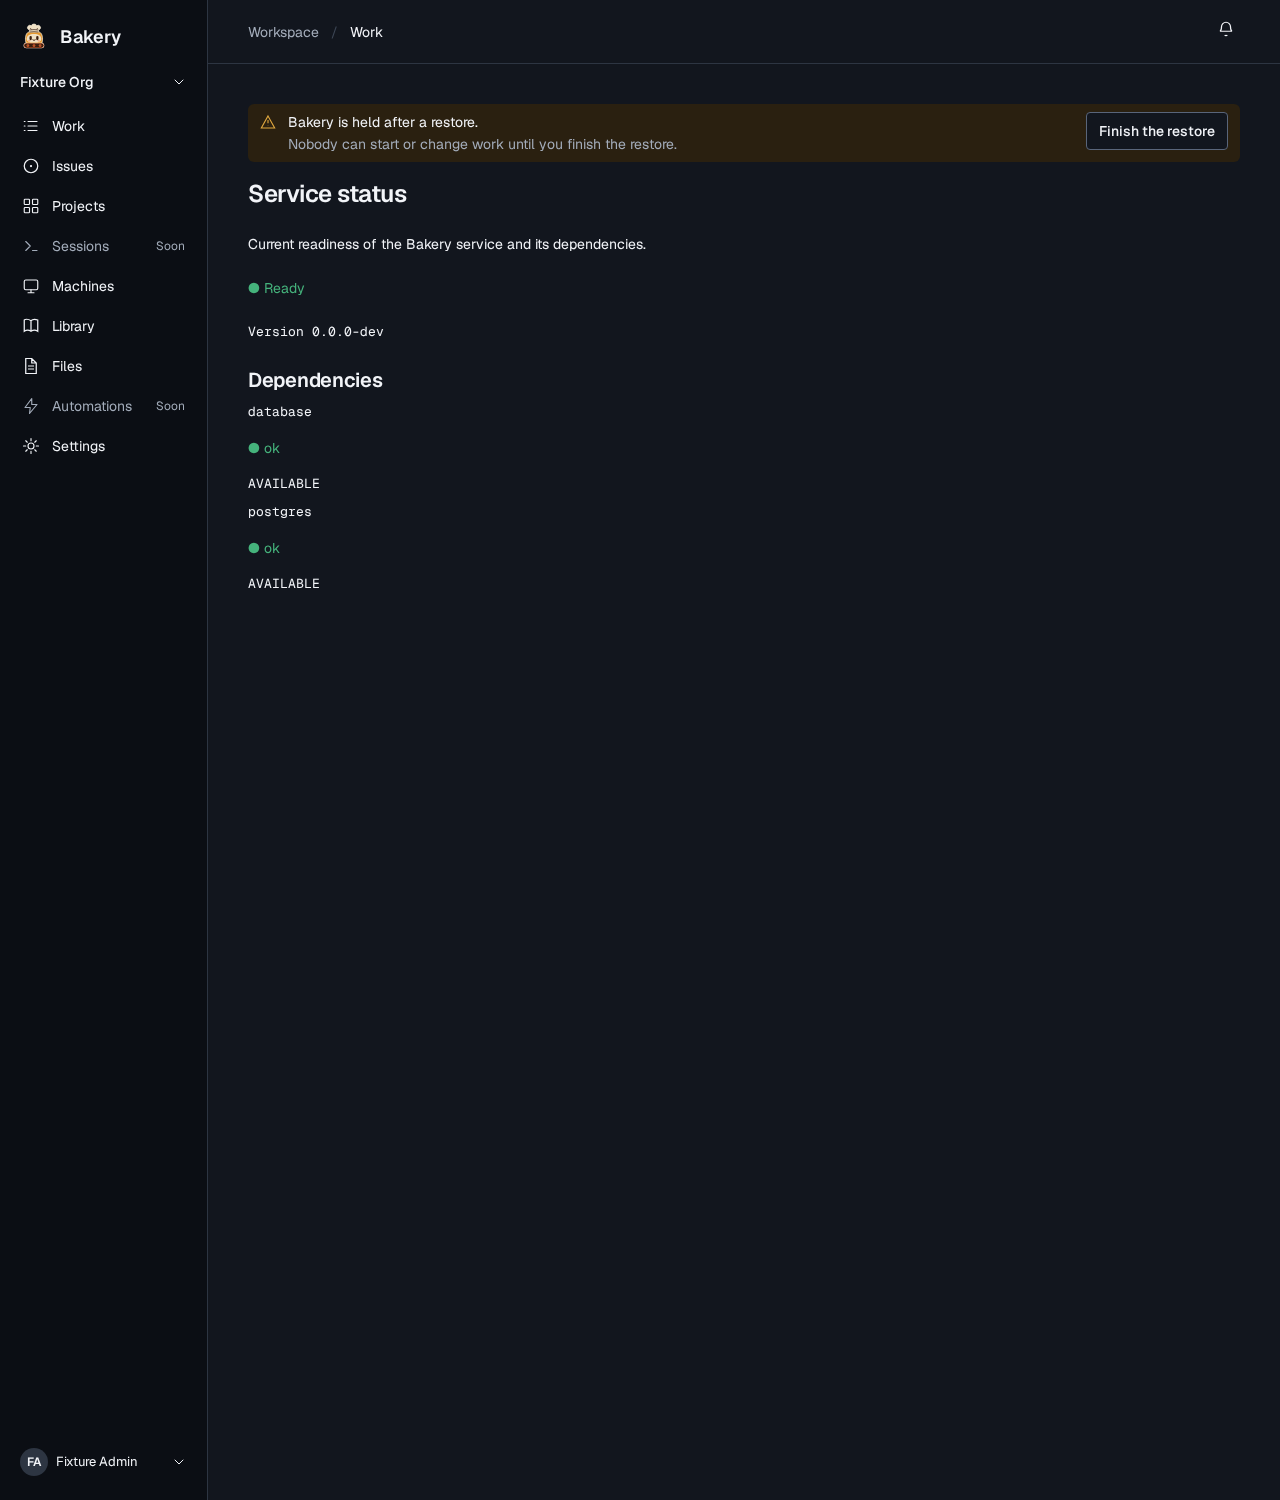 Bakery
Fixture Org
Work
Issues
Projects
Sessions Soon
Machines
Library
Files
Automations Soon
Settings
FA Fixture Admin
Workspace / Work
Bakery is held after a restore.
Nobody can start or change work until you finish the restore.
Finish the restore
Service status
Current readiness of the Bakery service and its dependencies.
Ready
Version 0.0.0-dev
Dependencies
database
ok
AVAILABLE
postgres
ok
AVAILABLE